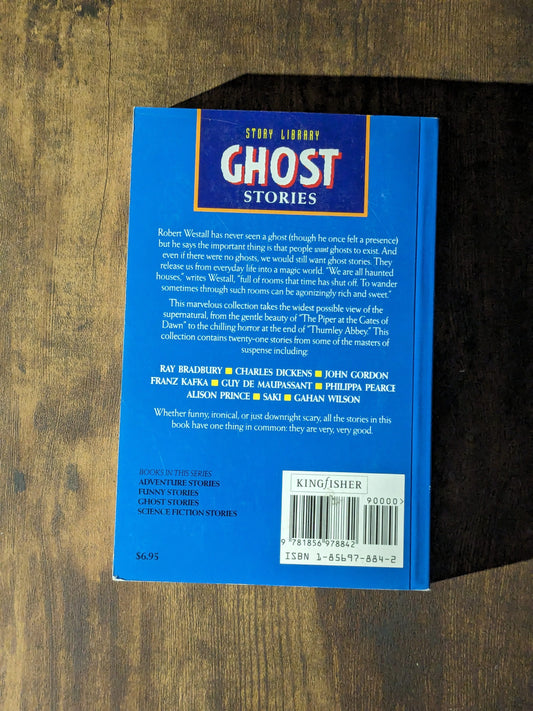 STORY LIBRARY
GHOST
STORIES
Robert Westall has never seen a ghost (though he once felt a presence)
but he says the important thing is that people want ghosts to exist. And
even if there were no ghosts, we would still want ghost stories. They
release us from everyday life into a magic world. "We are all haunted
houses," writes Westall, "full of rooms that time has shut off. To wander
sometimes through such rooms can be agonizingly rich and sweet."
This marvelous collection takes the widest possible view of the
supernatural, from the gentle beauty of "The Piper at the Gates of
Dawn" to the chilling horror at the end of "Thurnley Abbey." This
collection contains twenty-one stories from some of the masters of
suspense including:
RAY BRADBURY ■ CHARLES DICKENS ■ JOHN GORDON
FRANZ KAFKA ■ GUY DE MAUPASSANT ■ PHILIPPA PEARCE
ALISON PRINCE ■ SAKI ■ GAHAN WILSON
Whether funny, ironical, or just downright scary, all the stories in this
book have one thing in common: they are very, very good.
BOOKS IN THIS SERIES
ADVENTURE STORIES
FUNNY STORIES
GHOST STORIES
SCIENCE FICTION STORIES
$6.95
KINGFISHER
90000>
9 781856 978842
ISBN 1-85697-884-2